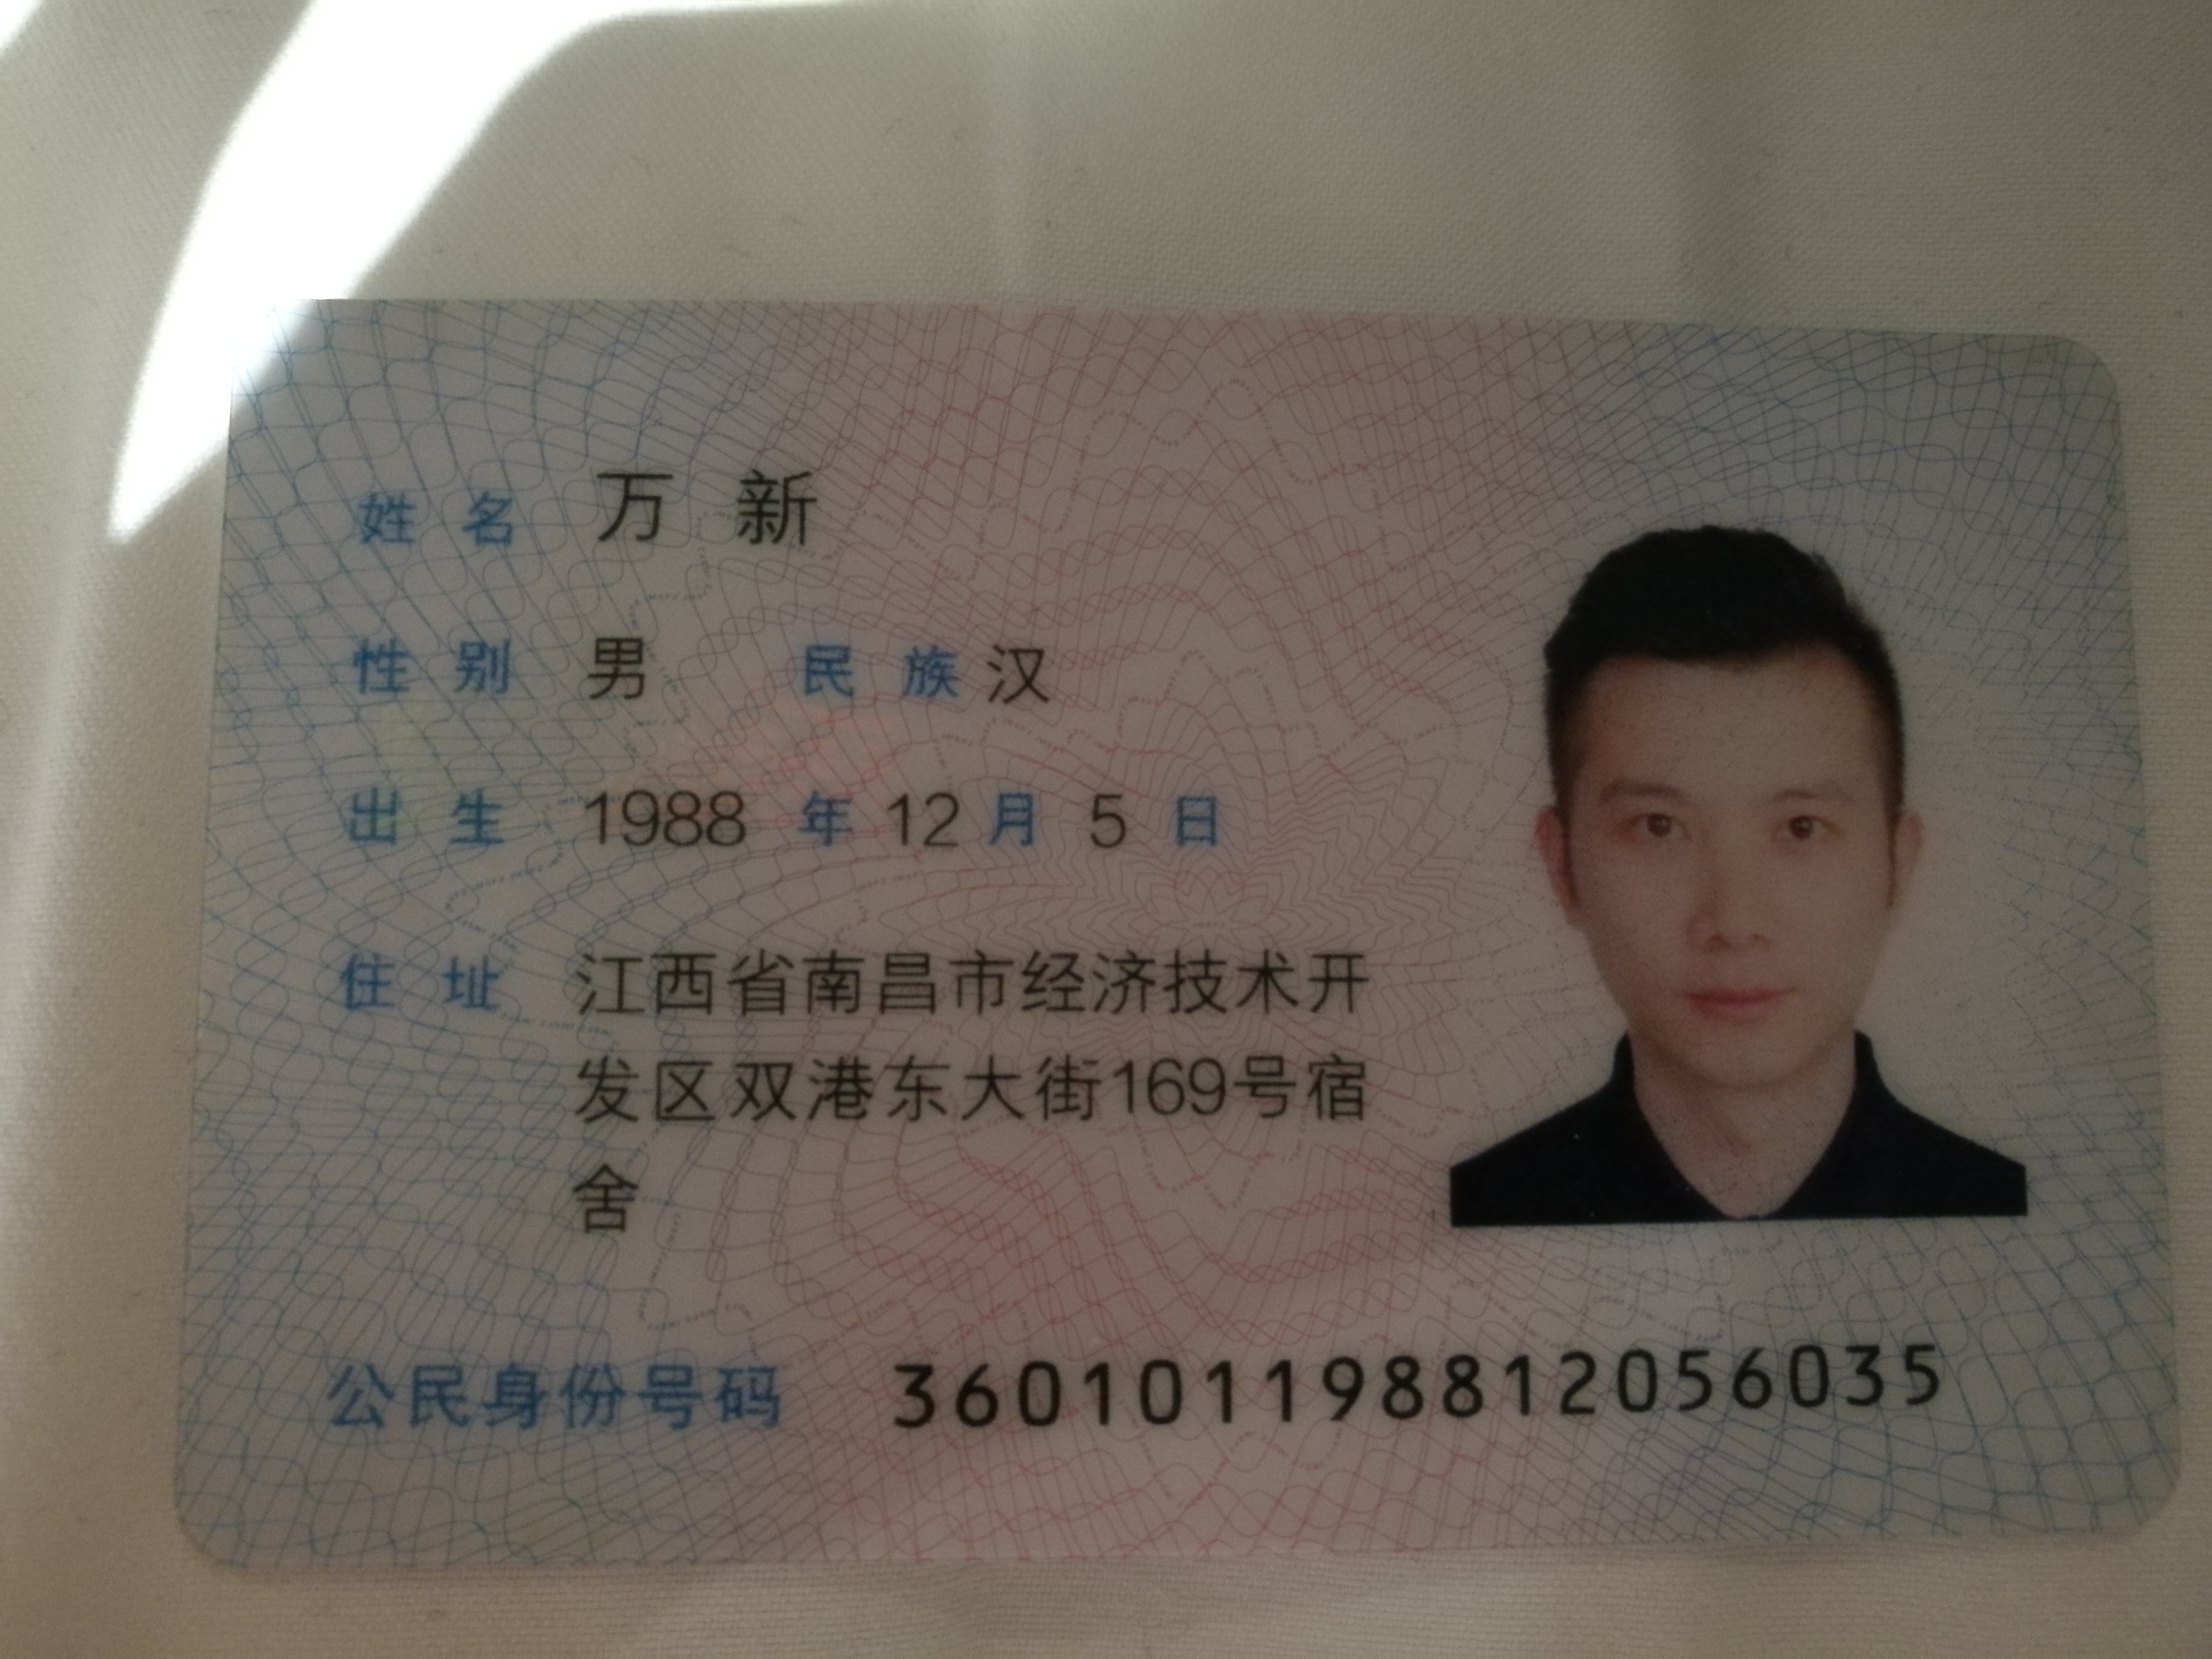 姓名 万新
性别 男 民族 汉
出生 1988 年 12 月 5 日
住址 江西省南昌市经济技术开
发区双港东大街169号宿
舍
公民身份号码 360101198812056035